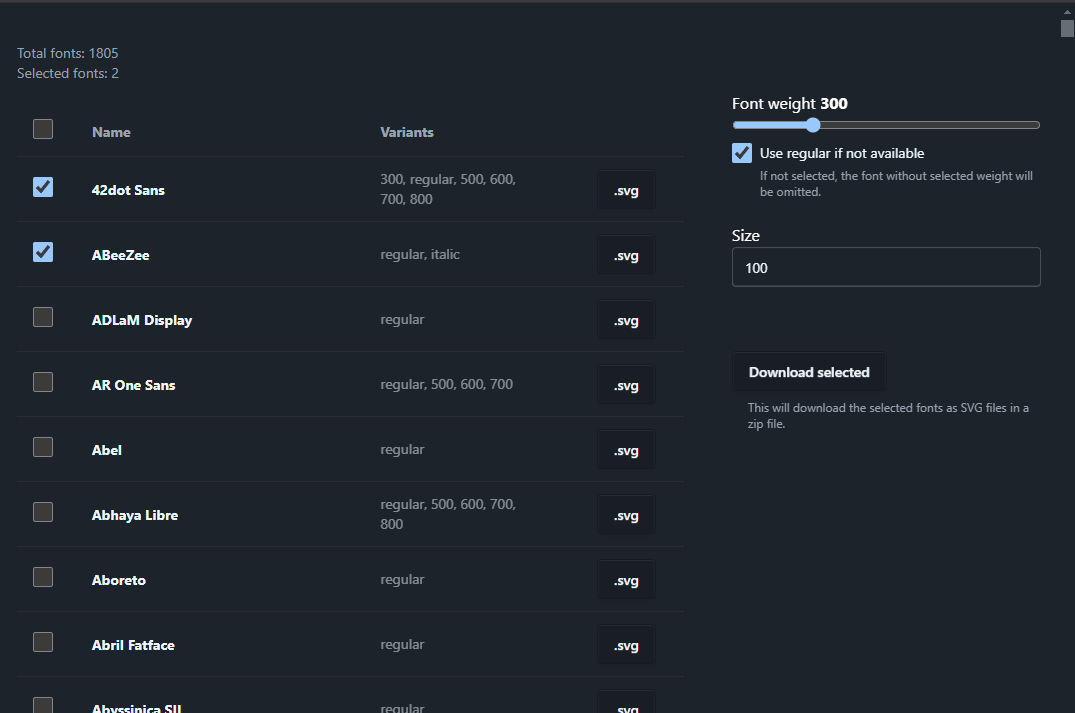 Total fonts: 1805
Selected fonts: 2
Name Variants
42dot Sans 300, regular, 500, 600, 700, 800 .svg
ABeeZee regular, italic .svg
ADLaM Display regular .svg
AR One Sans regular, 500, 600, 700 .svg
Abel regular .svg
Abhaya Libre regular, 500, 600, 700, 800 .svg
Aboreto regular .svg
Abril Fatface regular .svg
Abyssinica SIL regular .svg
Font weight 300
Use regular if not available
If not selected, the font without selected weight will
be omitted.
Size
100
Download selected
This will download the selected fonts as SVG files in a
zip file.